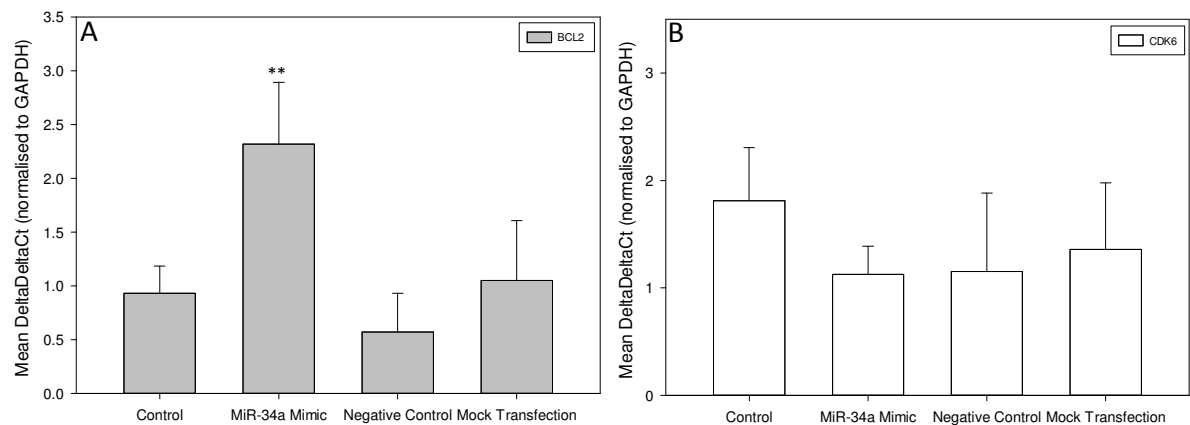 A
BCL2
Mean DeltaDeltaCt (normalised to GAPDH)
3.5
3.0
2.5
2.0
1.5
1.0
0.5
0.0
**
Control
MiR-34a Mimic
Negative Control
Mock Transfection
B
CDK6
Mean DeltaDeltaCt (normalised to GAPDH)
3
2
1
0
Control
MiR-34a Mimic
Negative Control
Mock Transfection